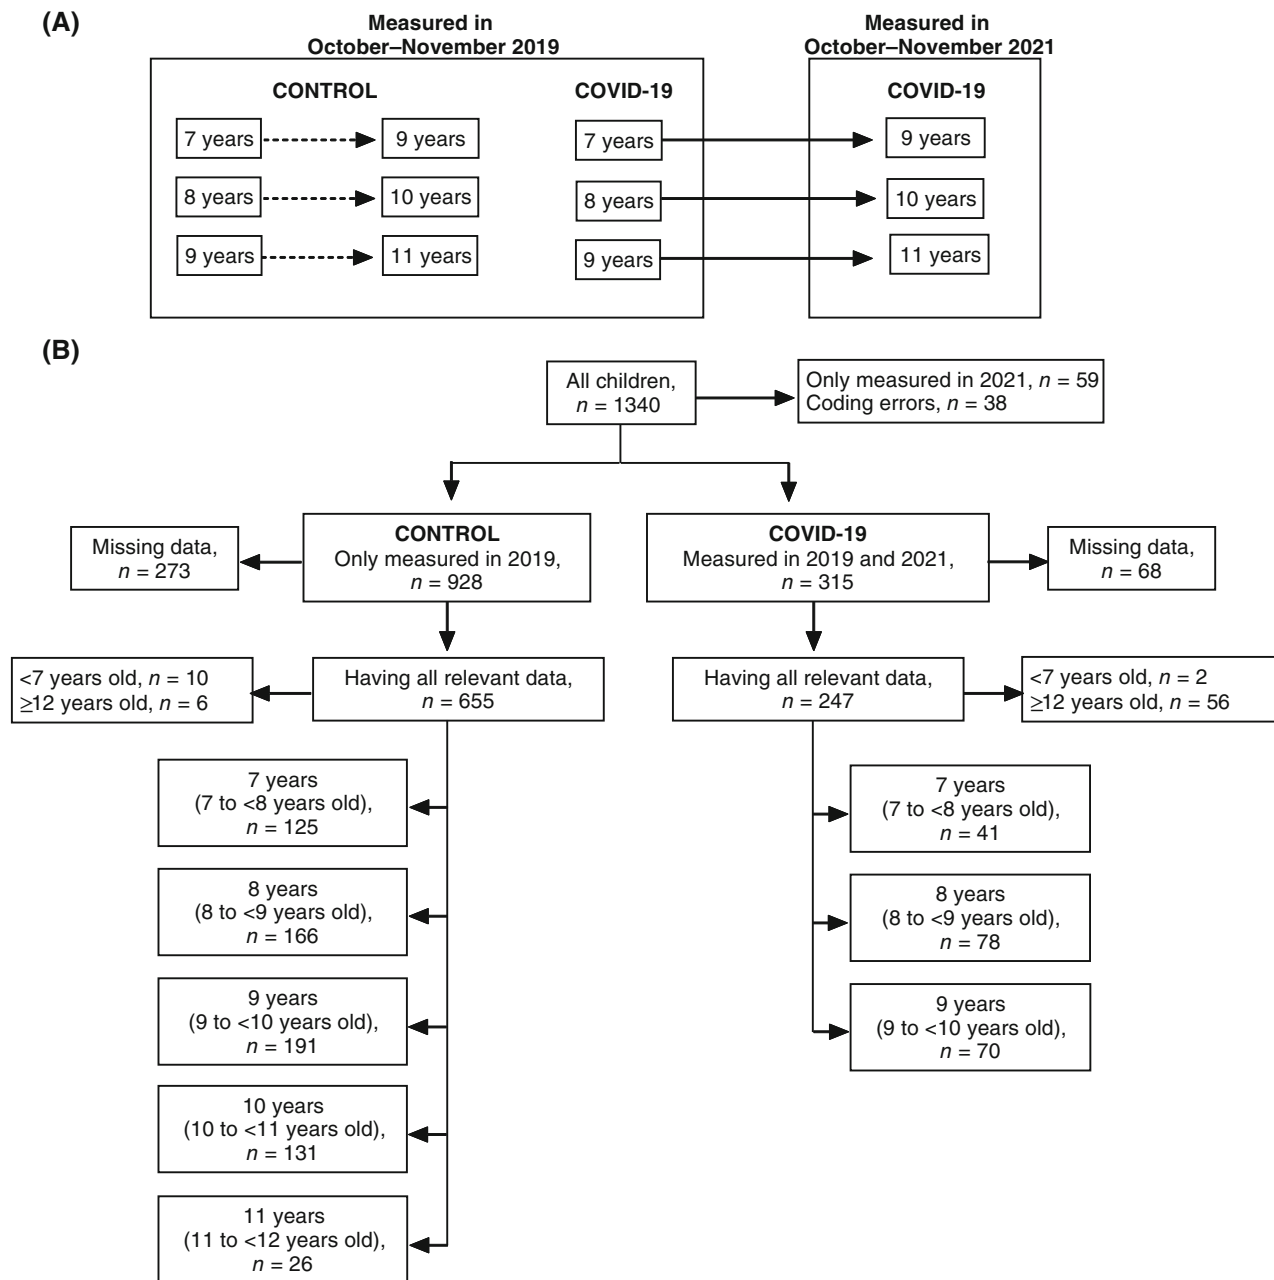 (A)
Measured in
October–November 2019
Measured in
October–November 2021
CONTROL
COVID-19
COVID-19
7 years
9 years
7 years
9 years
8 years
10 years
8 years
10 years
9 years
11 years
9 years
11 years
(B)
All children,
n = 1340
Only measured in 2021, n = 59
Coding errors, n = 38
Missing data,
n = 273
CONTROL
Only measured in 2019,
n = 928
COVID-19
Measured in 2019 and 2021,
n = 315
Missing data,
n = 68
<7 years old, n = 10
≥12 years old, n = 6
Having all relevant data,
n = 655
Having all relevant data,
n = 247
<7 years old, n = 2
≥12 years old, n = 56
7 years
(7 to <8 years old),
n = 125
7 years
(7 to <8 years old),
n = 41
8 years
(8 to <9 years old),
n = 166
8 years
(8 to <9 years old),
n = 78
9 years
(9 to <10 years old),
n = 191
9 years
(9 to <10 years old),
n = 70
10 years
(10 to <11 years old),
n = 131
11 years
(11 to <12 years old),
n = 26